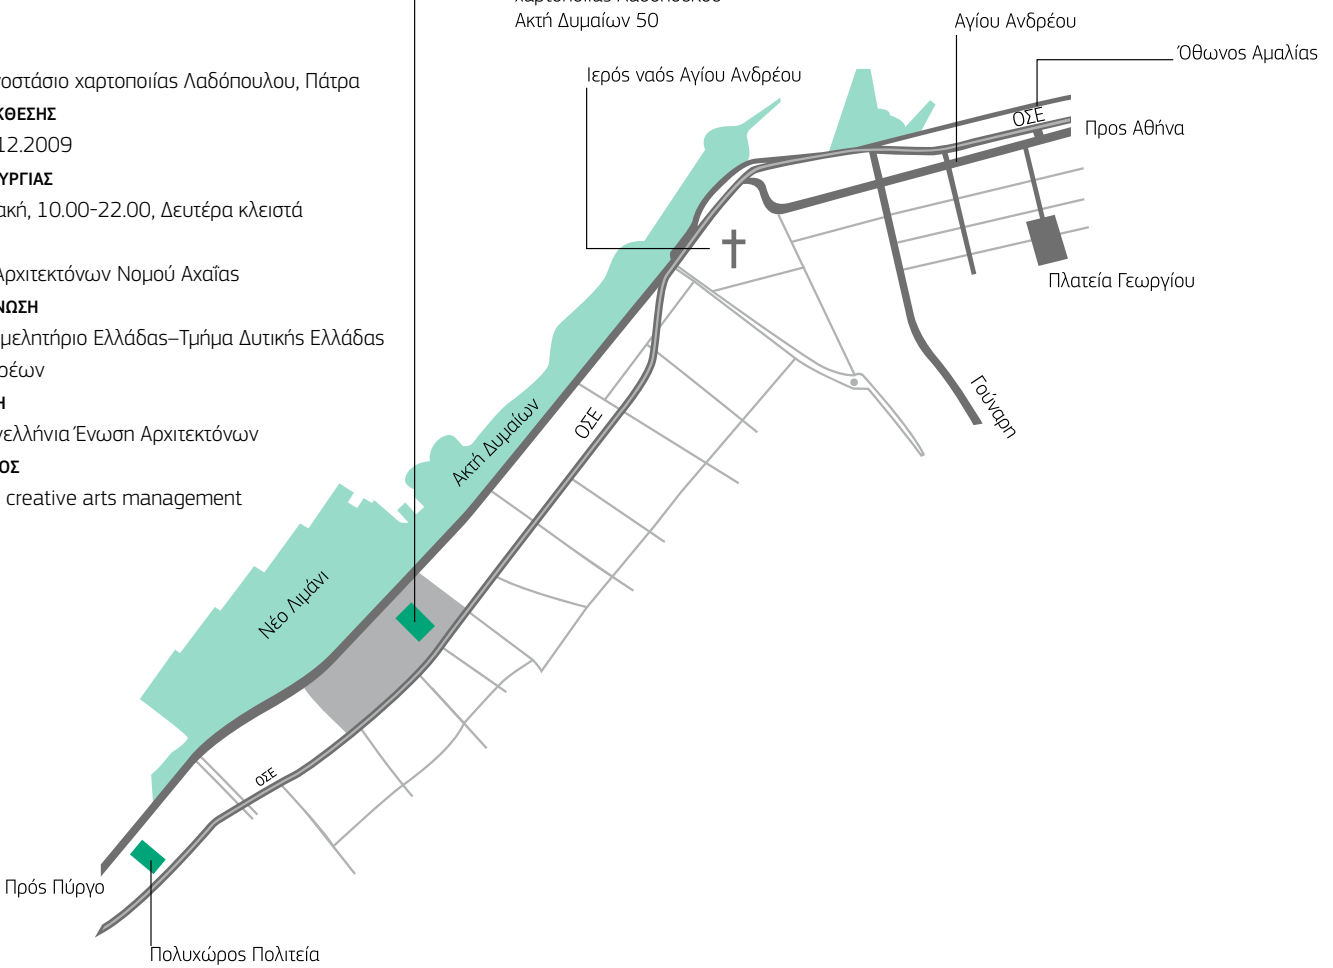 χαρτοποιίας Λαδόπουλου
Ακτή Δυμαίων 50
οστάσιο χαρτοποιίας Λαδόπουλου, Πάτρα
ΚΘΕΣΗΣ
12.2009
ΥΡΓΙΑΣ
ακή, 10.00-22.00, Δευτέρα κλειστά
Αρχιτεκτόνων Νομού Αχαΐας
ΝΩΣΗ
μελητήριο Ελλάδας–Τμήμα Δυτικής Ελλάδας
ρέων
Η
νελλήνια Ένωση Αρχιτεκτόνων
ΟΣ
creative arts management
Ιερός ναός Αγίου Ανδρέου
Αγίου Ανδρέου
Όθωνος Αμαλίας
ΟΣΕ
Προς Αθήνα
Πλατεία Γεωργίου
Γούναρη
ΟΣΕ
Ακτή Δυμαίων
Νέο Λιμάνι
ΟΣΕ
Πρός Πύργο
Πολυχώρος Πολιτεία